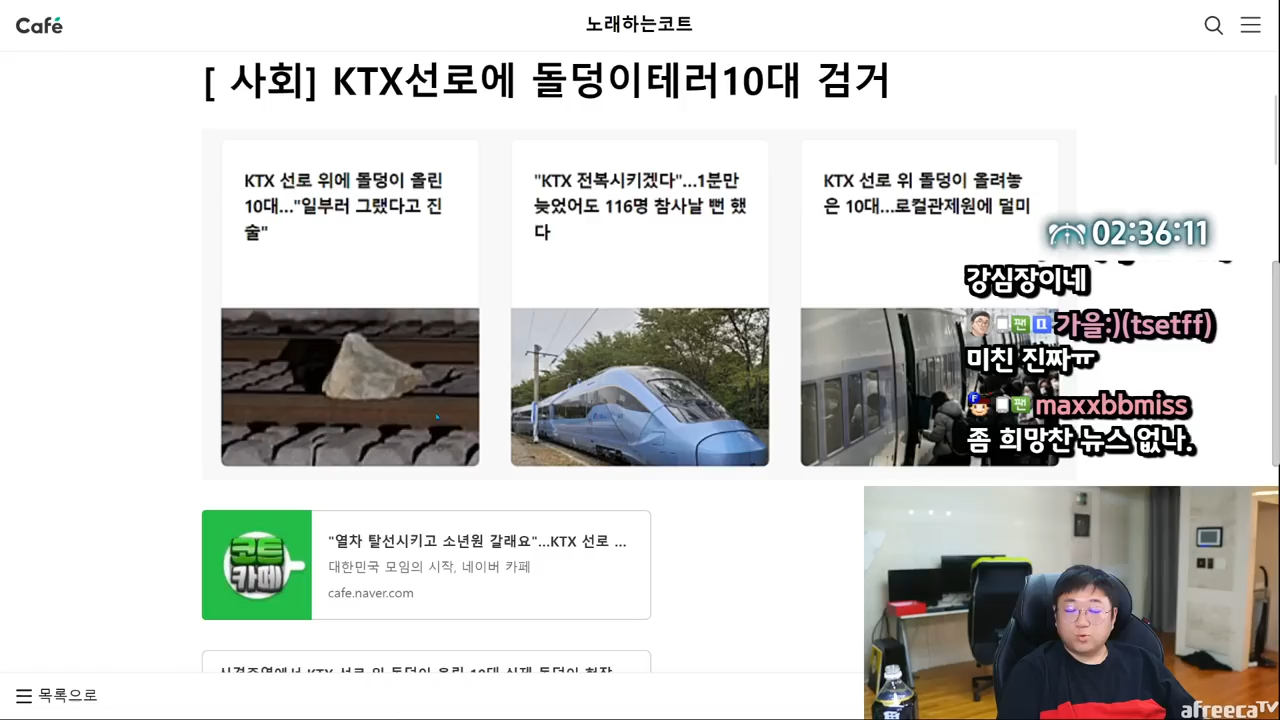 Café
노래하는코트
[ 사회] KTX선로에 돌덩이테러10대 검거
KTX 선로 위에 돌덩이 올린
10대..."일부러 그랬다고 진
술"
"KTX 전복시키겠다"...1분만
늦었어도 116명 참사날 뻔 했
다
KTX 선로 위 돌덩이 올려놓
은 10대...로컬관제원에 덜미
02:36:11
강심장이네
팬 가을:)(tsetff)
미친 진짜ㅠ
F 팬 maxxbbmiss
좀 희망찬 뉴스 없나.
코트
카페
"열차 탈선시키고 소년원 갈래요"...KTX 선로 ...
대한민국 모임의 시작, 네이버 카페
cafe.naver.com
목록으로
afreecaTV